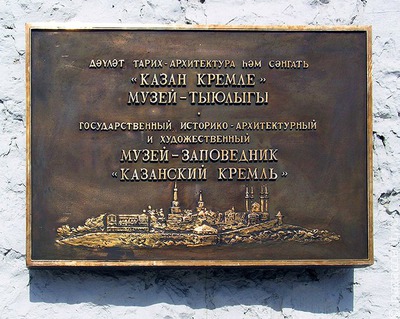 ДӘҮЛӘТ ТАРИХ-АРХИТЕКТУРА ҺӘМ СӘНГАТЬ
«КАЗАН КРЕМЛЕ»
МУЗЕЙ-ТЫЮЛЫГЫ
ГОСУДАРСТВЕННЫЙ ИСТОРИКО-АРХИТЕКТУРНЫЙ
И ХУДОЖЕСТВЕННЫЙ
МУЗЕЙ-ЗАПОВЕДНИК
«КАЗАНСКИЙ КРЕМЛЬ»